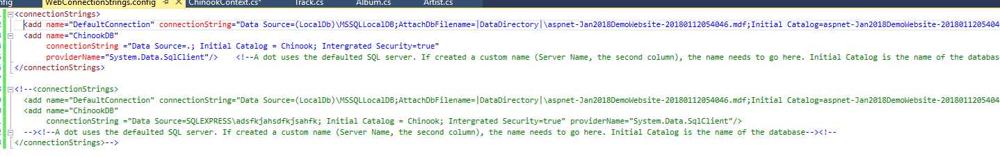 WebConnectionStrings.config ChinookContext.cs* Track.cs Album.cs Artist.cs
<connectionStrings>
<add name="DefaultConnection" connectionString="Data Source=(LocalDb)\MSSQLLocalDB;AttachDbFilename=|DataDirectory|\aspnet-Jan2018DemoWebsite-20180112054046.mdf;Initial Catalog=aspnet-Jan2018DemoWebsite-2018011205404
<add name="ChinookDB"
connectionString ="Data Source=.; Initial Catalog = Chinook; Intergrated Security=true"
providerName="System.Data.SqlClient"/> <!--A dot uses the defaulted SQL server. If created a custom name (Server Name, the second column), the name needs to go here. Initial Catalog is the name of the databas
</connectionStrings>
<!--<connectionStrings>
<add name="DefaultConnection" connectionString="Data Source=(LocalDb)\MSSQLLocalDB;AttachDbFilename=|DataDirectory|\aspnet-Jan2018DemoWebsite-20180112054046.mdf;Initial Catalog=aspnet-Jan2018DemoWebsite-2018011205404
<add name="ChinookDB"
connectionString ="Data Source=SQLEXPRESS\adsfkjahsdfkjsahfk; Initial Catalog = Chinook; Intergrated Security=true" providerName="System.Data.SqlClient"/>
--><!--A dot uses the defaulted SQL server. If created a custom name (Server Name, the second column), the name needs to go here. Initial Catalog is the name of the database--><!--
</connectionStrings>-->